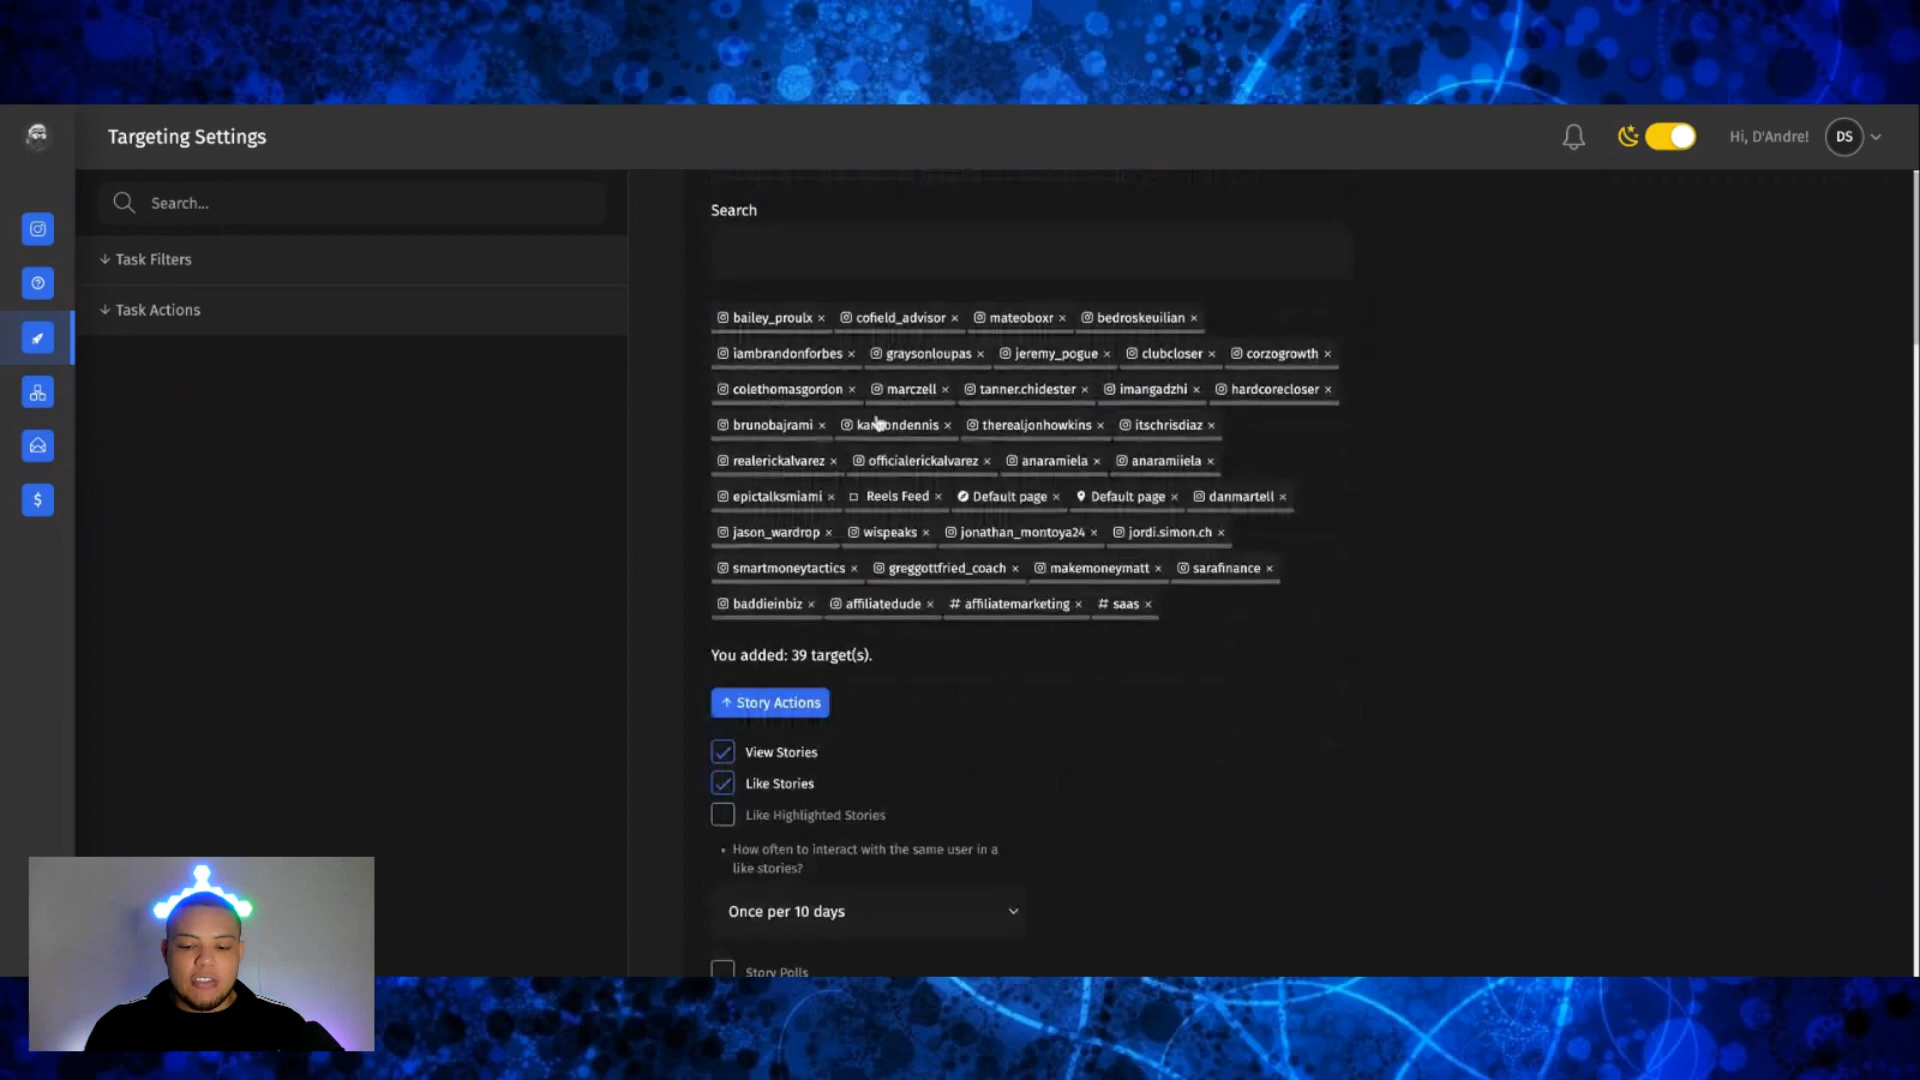 Targeting Settings
Hi, D'Andre!
DS
Search...
Task Filters
Task Actions
Search
bailey_proulx × cofield_advisor × mateoboxr × bedroskeuilian ×
iambrandonforbes × graysonloupas × jeremy_pogue × clubcloser × corzogrowth ×
colethomasgordon × marczell × tanner.chidester × imangadzhi × hardcorecloser ×
brunobajrami × × therealjonhowkins × itschrisdiaz ×
realerickalvarez × officialerickalvarez × anaramiela × anaramiiela ×
epictalksmiami × Reels Feed × Default page × Default page × danmartell ×
jason_wardrop × wispeaks × jonathan_montoya24 × jordi.simon.ch ×
smartmoneytactics × greggottfried_coach × makemoneymatt × sarafinance ×
baddieinbiz × affiliatedude × # affiliatemarketing × # saas ×
You added: 39 target(s).
↑ Story Actions
View Stories
Like Stories
Like Highlighted Stories
• How often to interact with the same user in a
like stories?
Once per 10 days
Story Polls